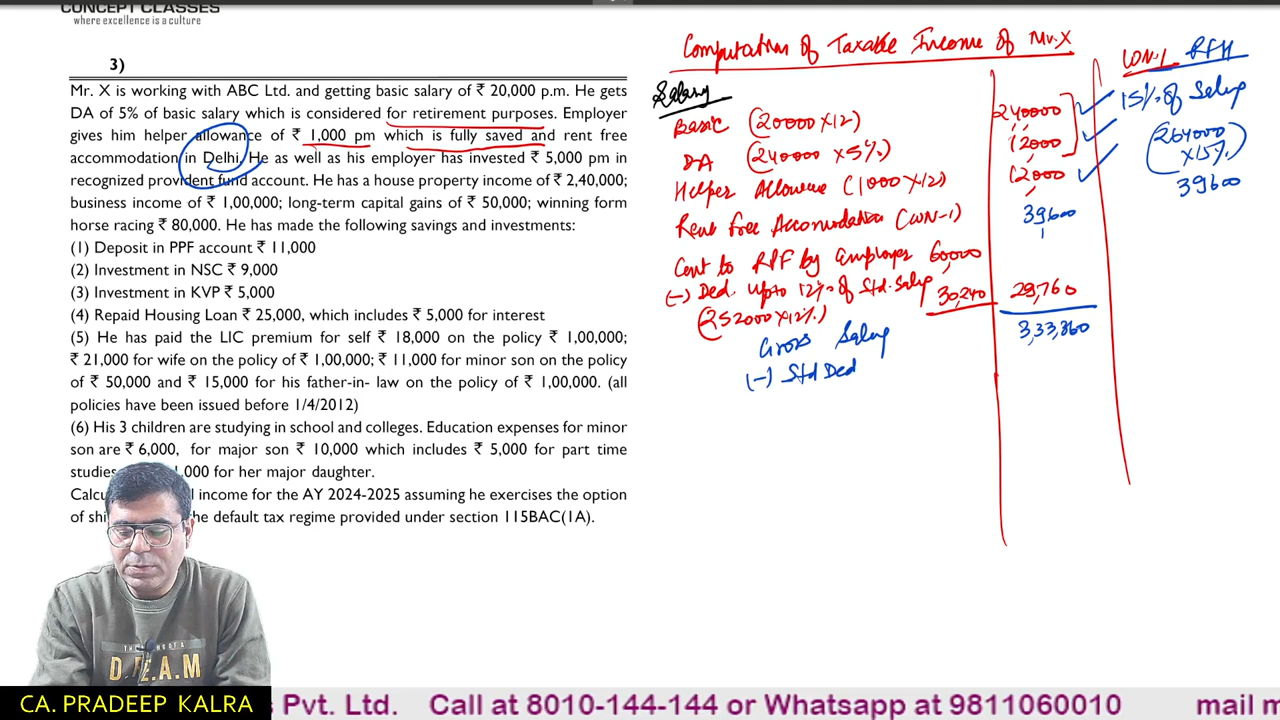 CONCEPT CLASSES
where excellence is a culture
3)
Mr. X is working with ABC Ltd. and getting basic salary of ₹ 20,000 p.m. He gets
DA of 5% of basic salary which is considered for retirement purposes. Employer
gives him helper allowance of ₹ 1,000 pm which is fully saved and rent free
accommodation in Delhi. He as well as his employer has invested ₹ 5,000 pm in
recognized provident fund account. He has a house property income of ₹ 2,40,000;
business income of ₹ 1,00,000; long-term capital gains of ₹ 50,000; winning form
horse racing ₹ 80,000. He has made the following savings and investments:
(1) Deposit in PPF account ₹ 11,000
(2) Investment in NSC ₹ 9,000
(3) Investment in KVP ₹ 5,000
(4) Repaid Housing Loan ₹ 25,000, which includes ₹ 5,000 for interest
(5) He has paid the LIC premium for self ₹ 18,000 on the policy ₹ 1,00,000;
₹ 21,000 for wife on the policy of ₹ 1,00,000; ₹ 11,000 for minor son on the policy
of ₹ 50,000 and ₹ 15,000 for his father-in- law on the policy of ₹ 1,00,000. (all
policies have been issued before 1/4/2012)
(6) His 3 children are studying in school and colleges. Education expenses for minor
son are ₹ 6,000, for major son ₹ 10,000 which includes ₹ 5,000 for part time
studies ,000 for her major daughter.
Calcu l income for the AY 2024-2025 assuming he exercises the option
of shi he default tax regime provided under section 115BAC(1A).
Computation of Taxable Income of Mr. X
Salary
Basic (20000 X 12) 240000
DA (240000 X 5%) 12000
Helper Allowance (1000 X 12) 12000
Rent free Accomodation (WN-1) 39600
Cont to RPF by Employer 60,000
(-) Ded. upto 12% of Std. Salary 30,240 29,760
(252000 X 12%)
Gross Salary 3,33,360
(-) Std Ded
WN-1 RFH
15% of Salary
(264000
X 15%)
39600
D.R.E.A.M
CA. PRADEEP KALRA
s Pvt. Ltd. Call at 8010-144-144 or Whatsapp at 9811060010 mail m